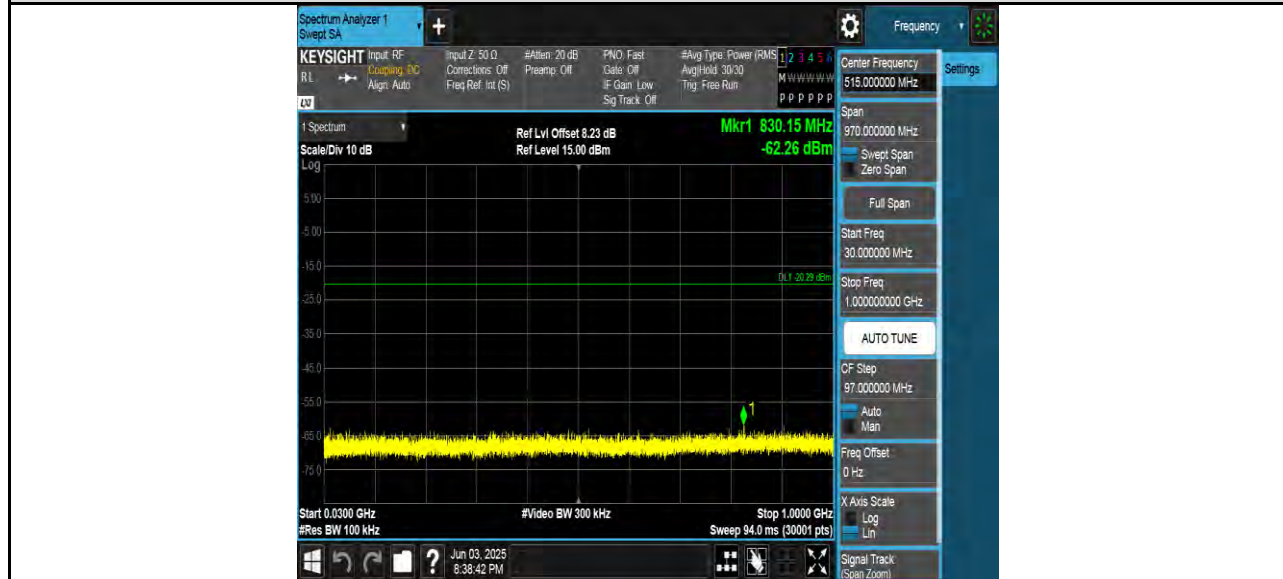 Spectrum Analyzer 1
Swept SA
Frequency
KEYSIGHT Input: RF
Coupling: DC
Align: Auto
RL
LXI
Input Z: 50 Ω
Corrections: Off
Freq Ref: Int (S)
#Atten: 20 dB
Preamp: Off
PNO: Fast
Gate: Off
IF Gain: Low
Sig Track: Off
#Avg Type: Power (RMS
Avg|Hold: 30/30
Trig: Free Run
1 2 3 4 5 6
M W W W W W
P P P P P P
Center Frequency
515.000000 MHz
Settings
Span
970.000000 MHz
Swept Span
Zero Span
Full Span
Start Freq
30.000000 MHz
Stop Freq
1.000000000 GHz
AUTO TUNE
CF Step
97.000000 MHz
Auto
Man
Freq Offset
0 Hz
X Axis Scale
Log
Lin
Signal Track
(Span Zoom)
1 Spectrum
Scale/Div 10 dB
Log
Ref Lvl Offset 8.23 dB
Ref Level 15.00 dBm
Mkr1 830.15 MHz
-62.26 dBm
5.00
-5.00
-15.0
DL1 -20.29 dBm
-25.0
-35.0
-45.0
-55.0
1
-65.0
-75.0
Start 0.0300 GHz
#Res BW 100 kHz
#Video BW 300 kHz
Stop 1.0000 GHz
Sweep 94.0 ms (30001 pts)
?
Jun 03, 2025
8:38:42 PM